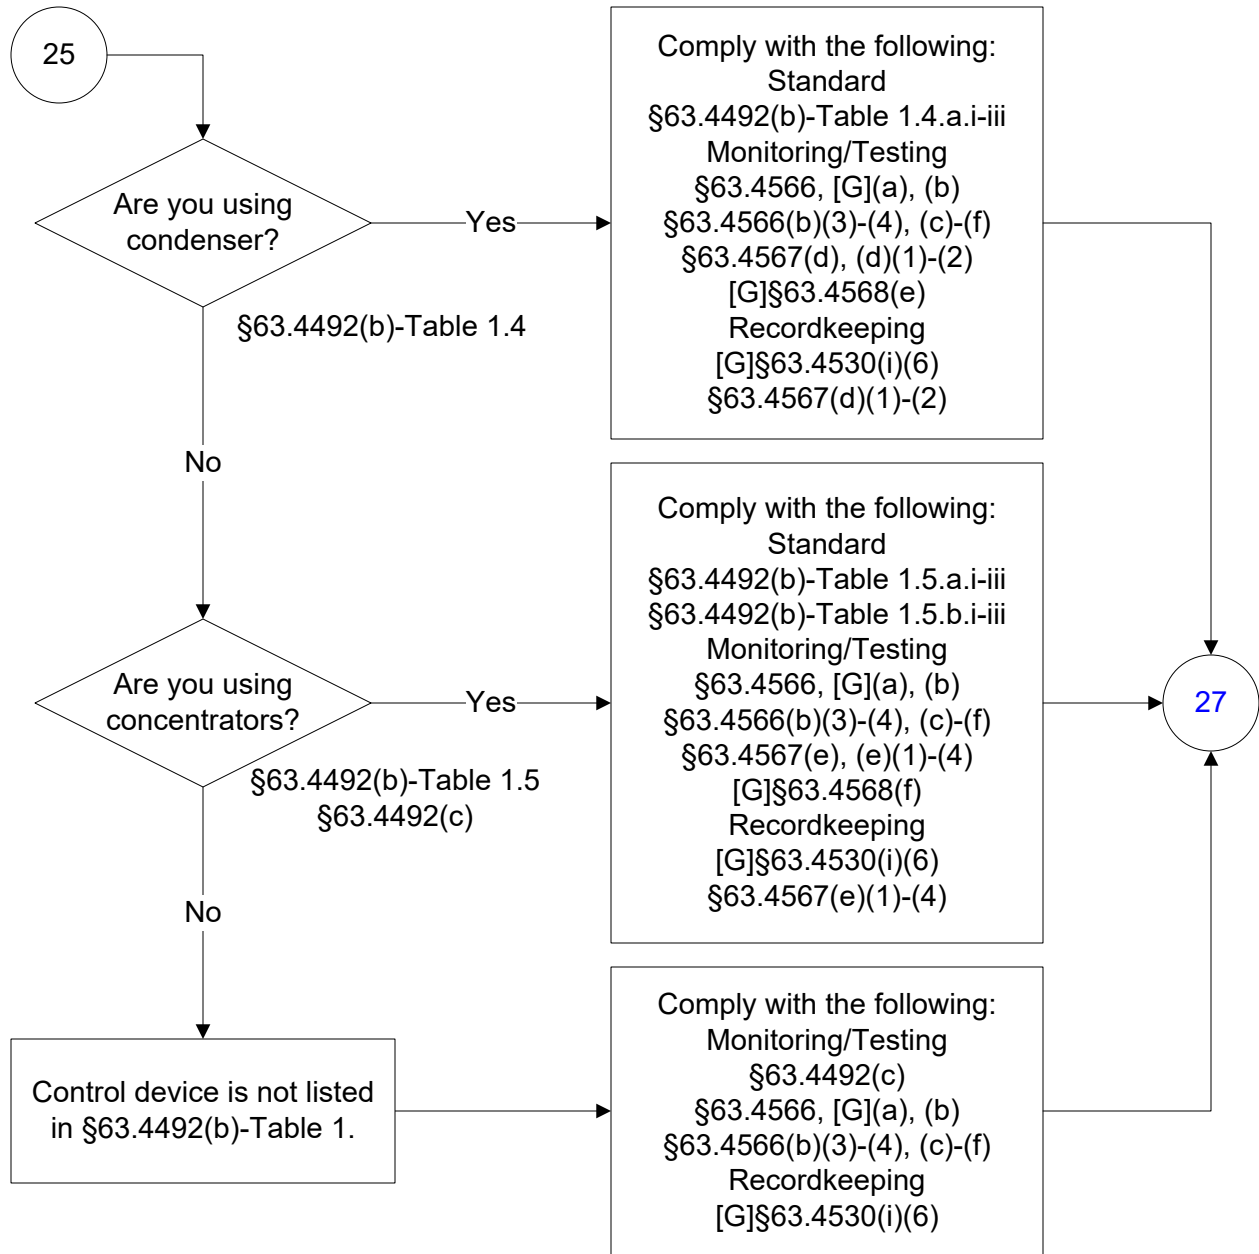 25
Are you using
condenser?
Yes
§63.4492(b)-Table 1.4
No
Comply with the following:
Standard
§63.4492(b)-Table 1.4.a.i-iii
Monitoring/Testing
§63.4566, [G](a), (b)
§63.4566(b)(3)-(4), (c)-(f)
§63.4567(d), (d)(1)-(2)
[G]§63.4568(e)
Recordkeeping
[G]§63.4530(i)(6)
§63.4567(d)(1)-(2)
Are you using
concentrators?
Yes
§63.4492(b)-Table 1.5
§63.4492(c)
No
Comply with the following:
Standard
§63.4492(b)-Table 1.5.a.i-iii
§63.4492(b)-Table 1.5.b.i-iii
Monitoring/Testing
§63.4566, [G](a), (b)
§63.4566(b)(3)-(4), (c)-(f)
§63.4567(e), (e)(1)-(4)
[G]§63.4568(f)
Recordkeeping
[G]§63.4530(i)(6)
§63.4567(e)(1)-(4)
27
Control device is not listed
in §63.4492(b)-Table 1.
Comply with the following:
Monitoring/Testing
§63.4492(c)
§63.4566, [G](a), (b)
§63.4566(b)(3)-(4), (c)-(f)
Recordkeeping
[G]§63.4530(i)(6)